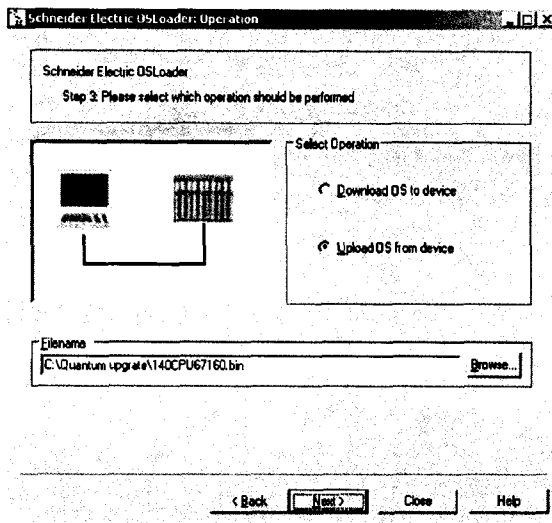 Schneider Electric OSLoader: Operation
Schneider Electric OSLoader
Step 3: Please select which operation should be performed
Select Operation
Download OS to device
Upload OS from device
Filename
C:\Quantum upgrate\140CPU67160.bin
Browse...
< Back
Next >
Close
Help